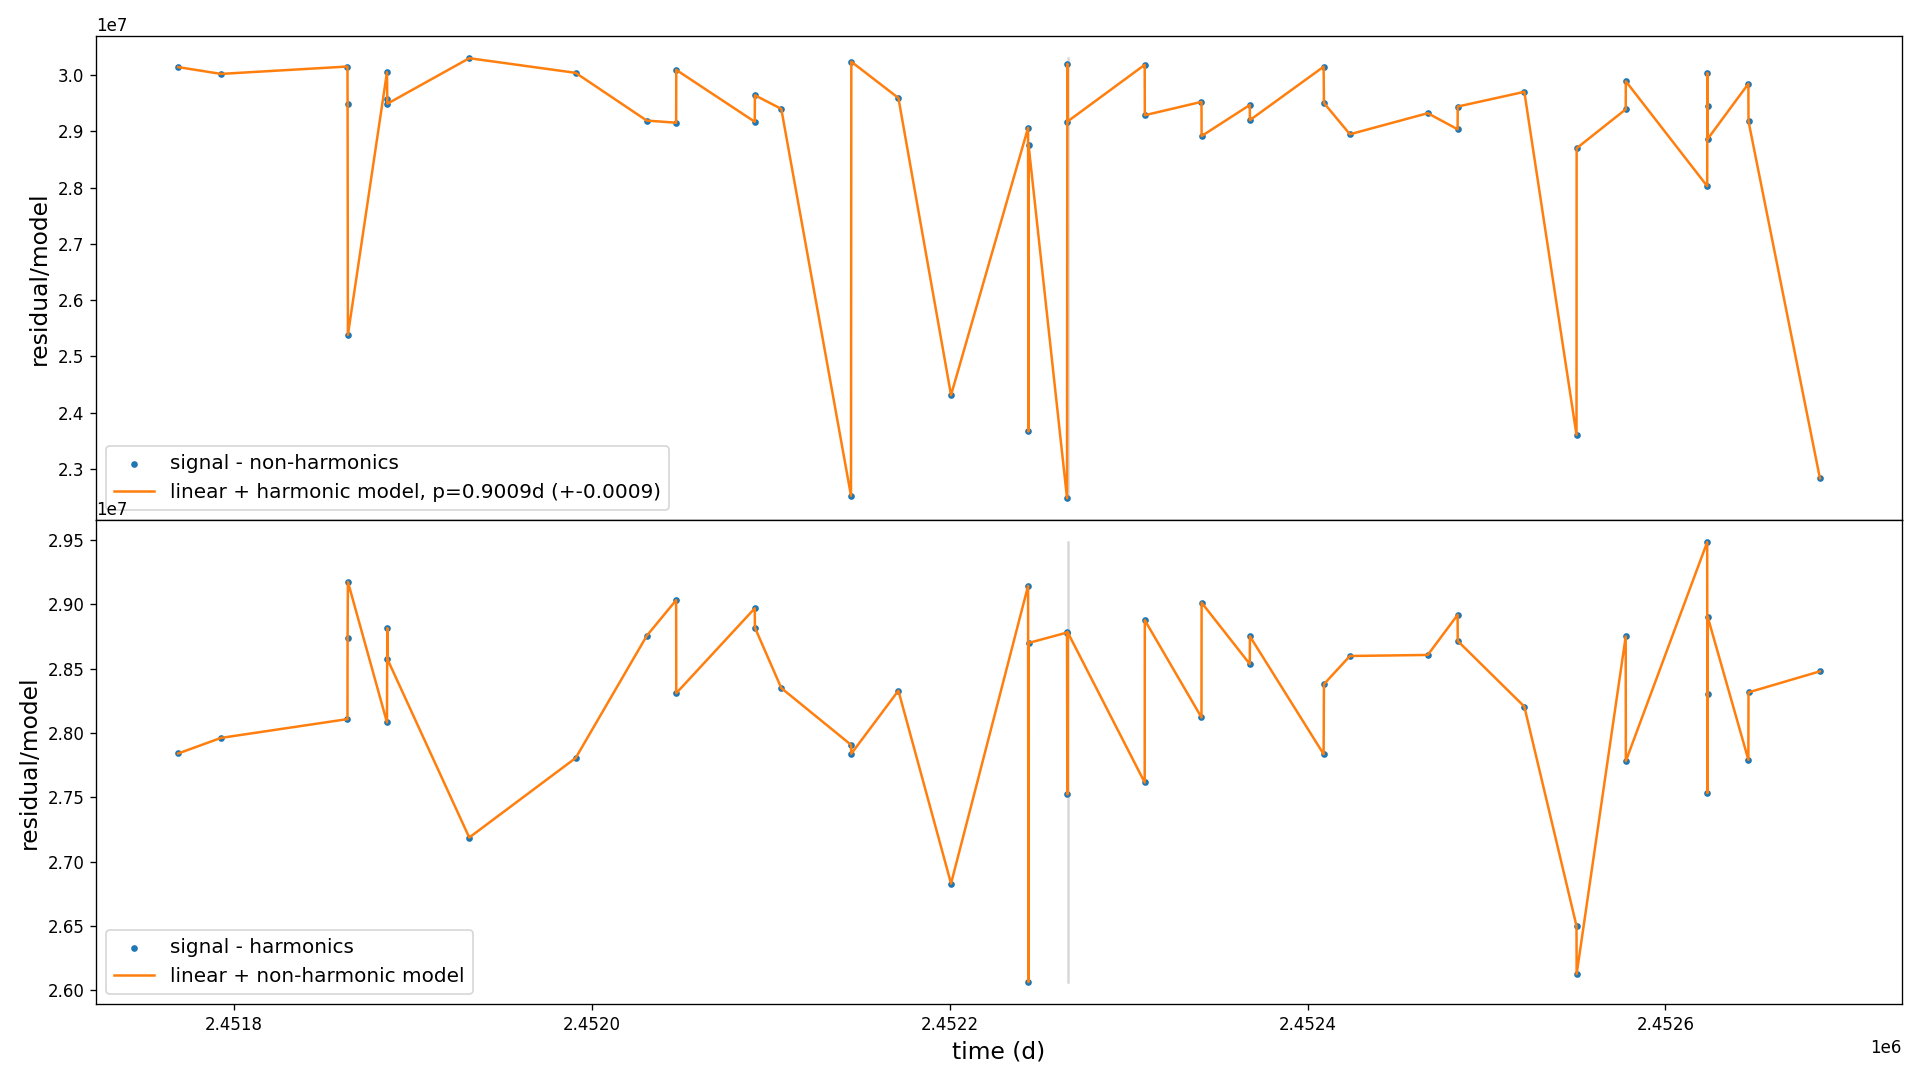 1e7
3.0
2.9
2.8
2.7
2.6
2.5
2.4
2.3
residual/model
signal - non-harmonics
linear + harmonic model, p=0.9009d (+-0.0009)
1e7
2.95
2.90
2.85
2.80
2.75
2.70
2.65
2.60
residual/model
signal - harmonics
linear + non-harmonic model
2.4518
2.4520
2.4522
2.4524
2.4526
time (d)
1e6